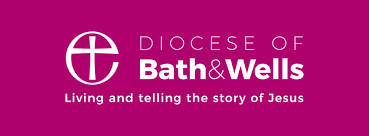 DIOCESE OF
Bath&Wells
Living and telling the story of Jesus